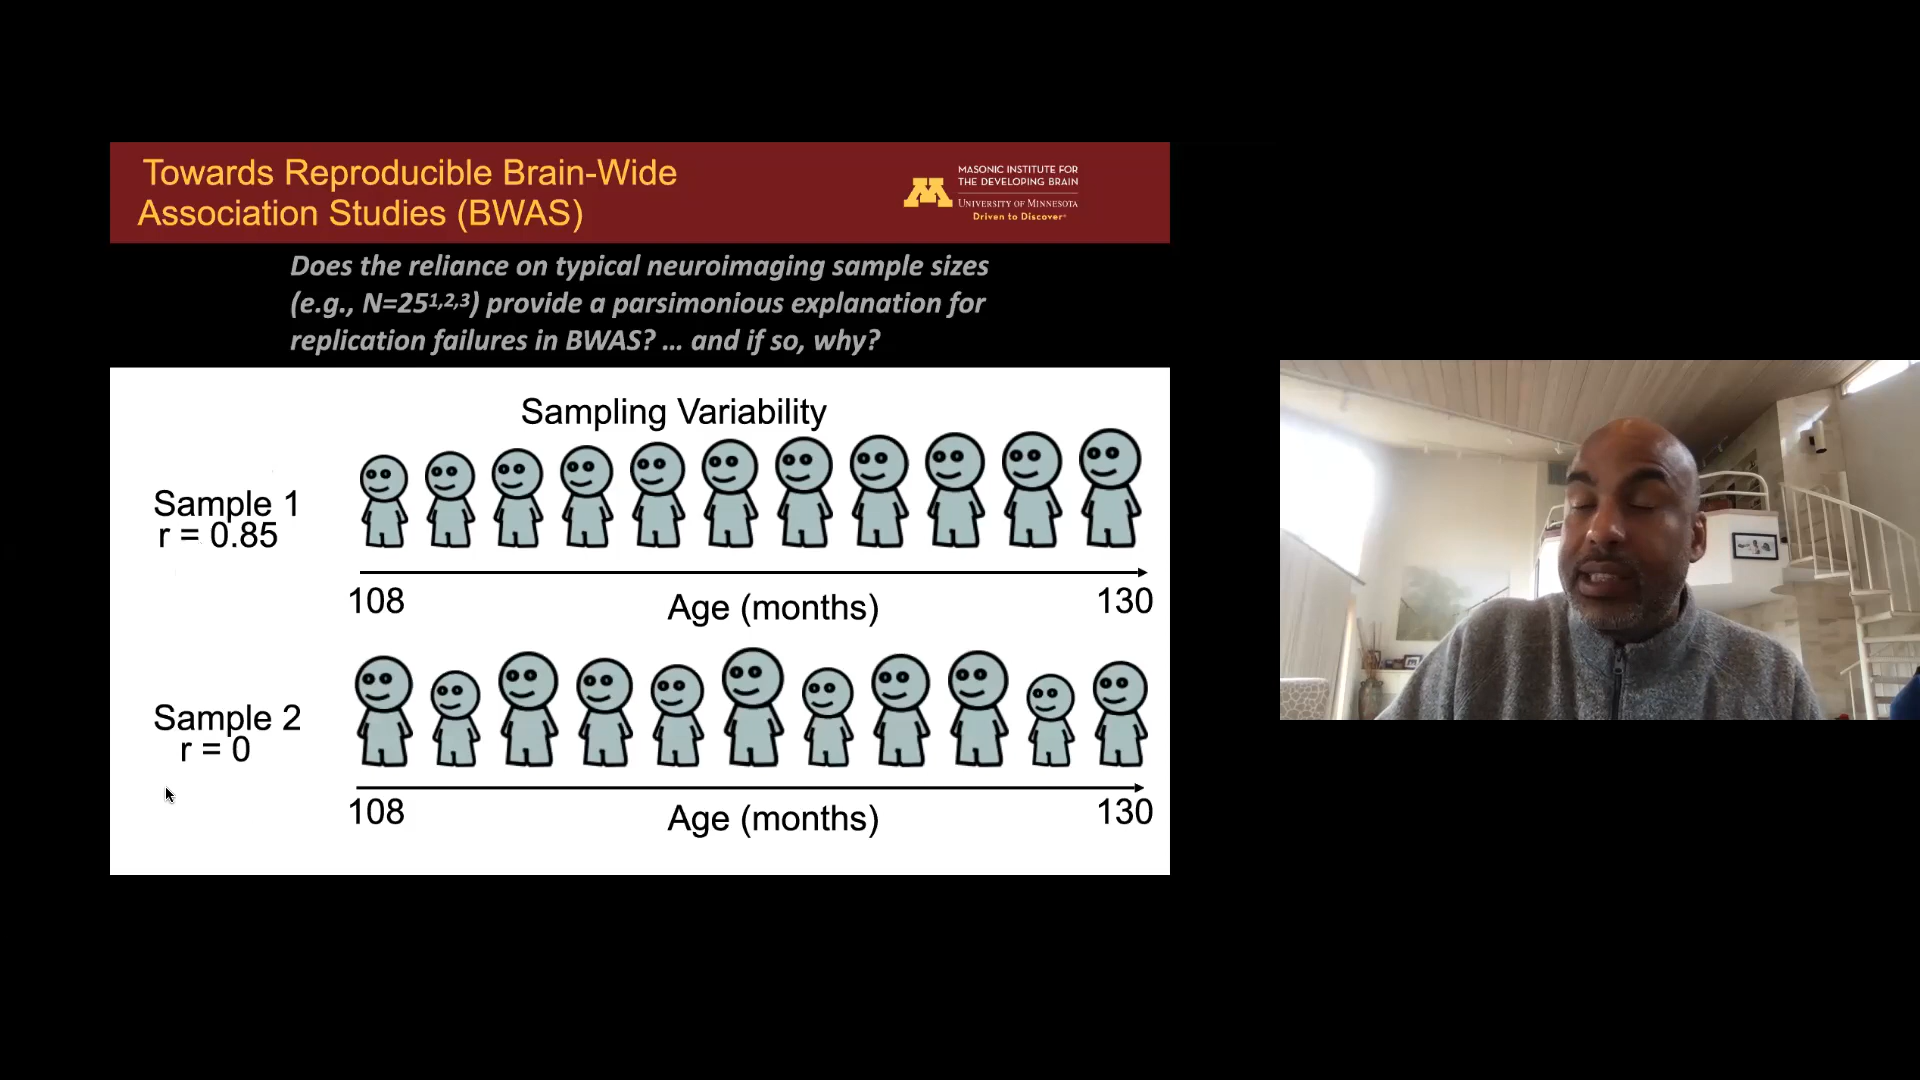 Towards Reproducible Brain-Wide
Association Studies (BWAS)
MASONIC INSTITUTE FOR
THE DEVELOPING BRAIN
UNIVERSITY OF MINNESOTA
Driven to Discover®
Does the reliance on typical neuroimaging sample sizes
(e.g., N=25¹,²,³) provide a parsimonious explanation for
replication failures in BWAS? ... and if so, why?
Sampling Variability
Sample 1
r = 0.85
108
Age (months)
130
Sample 2
r = 0
108
Age (months)
130